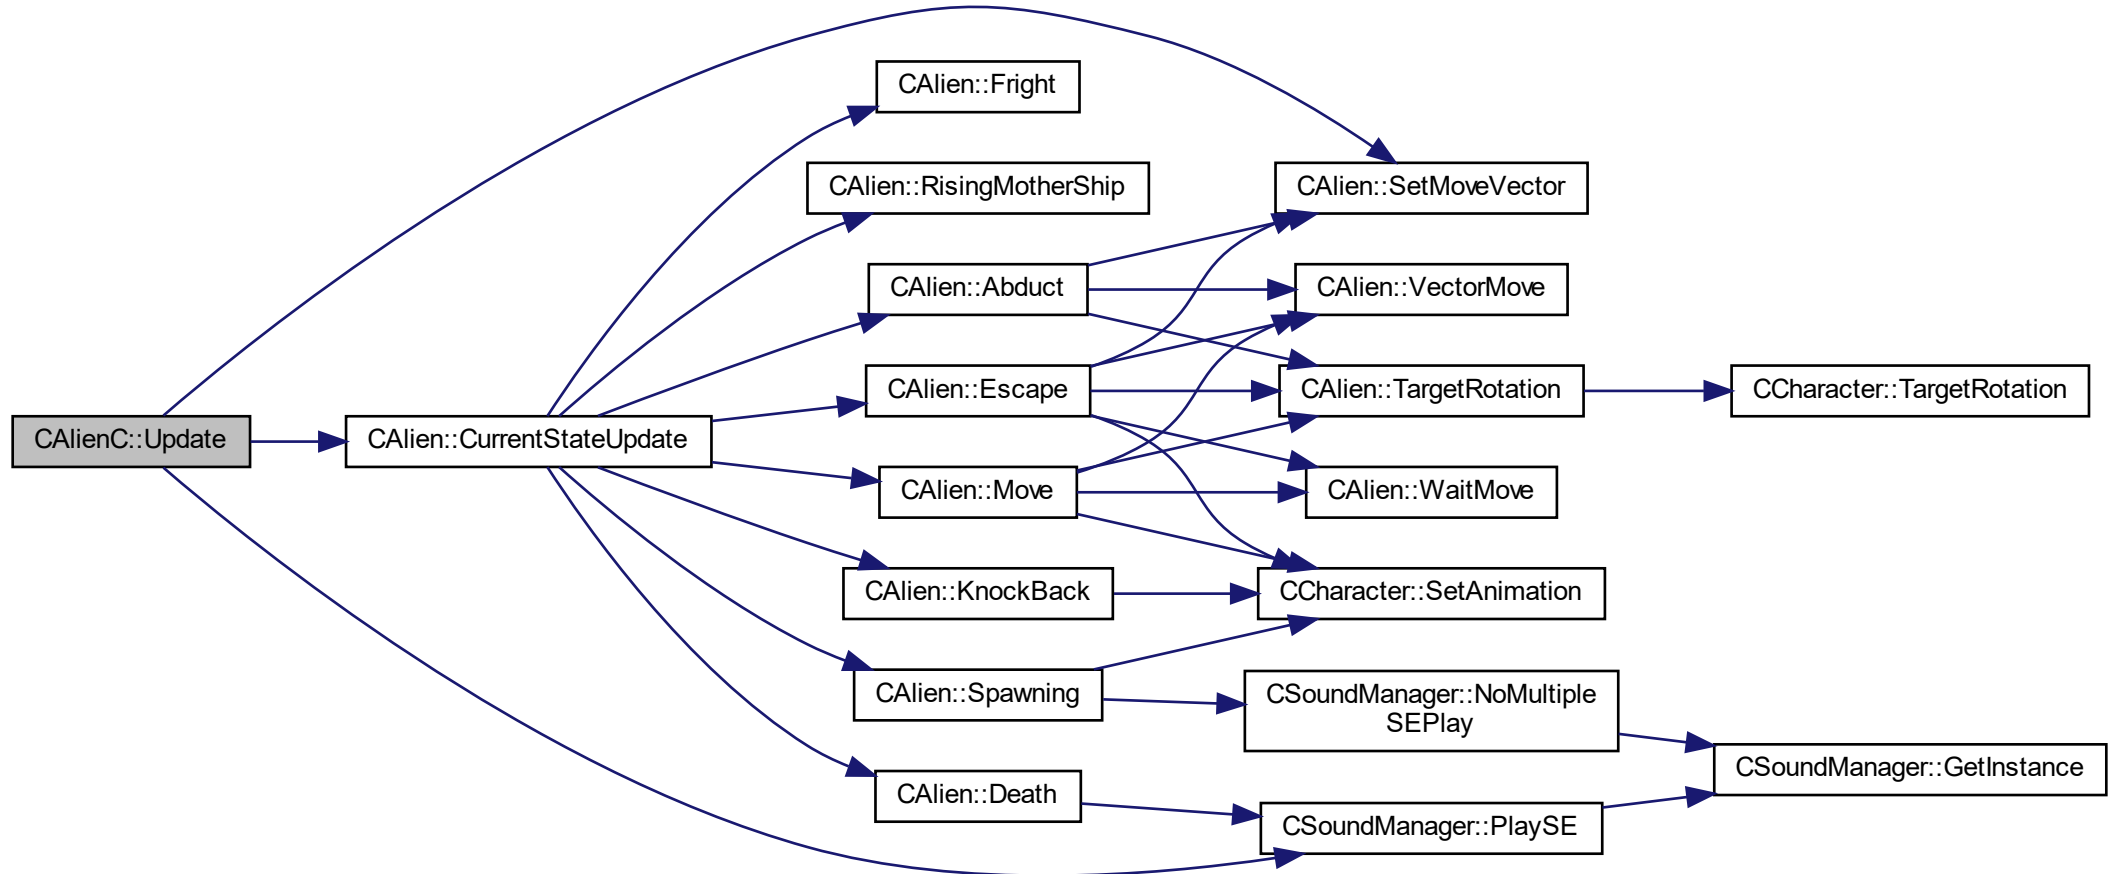 CAlien::Fright
CAlien::RisingMotherShip
CAlien::SetMoveVector
CAlien::Abduct
CAlien::VectorMove
CAlien::Escape
CAlien::TargetRotation
CCharacter::TargetRotation
CAlienC::Update
CAlien::CurrentStateUpdate
CAlien::Move
CAlien::WaitMove
CAlien::KnockBack
CCharacter::SetAnimation
CAlien::Spawning
CSoundManager::NoMultiple
SEPlay
CSoundManager::GetInstance
CAlien::Death
CSoundManager::PlaySE